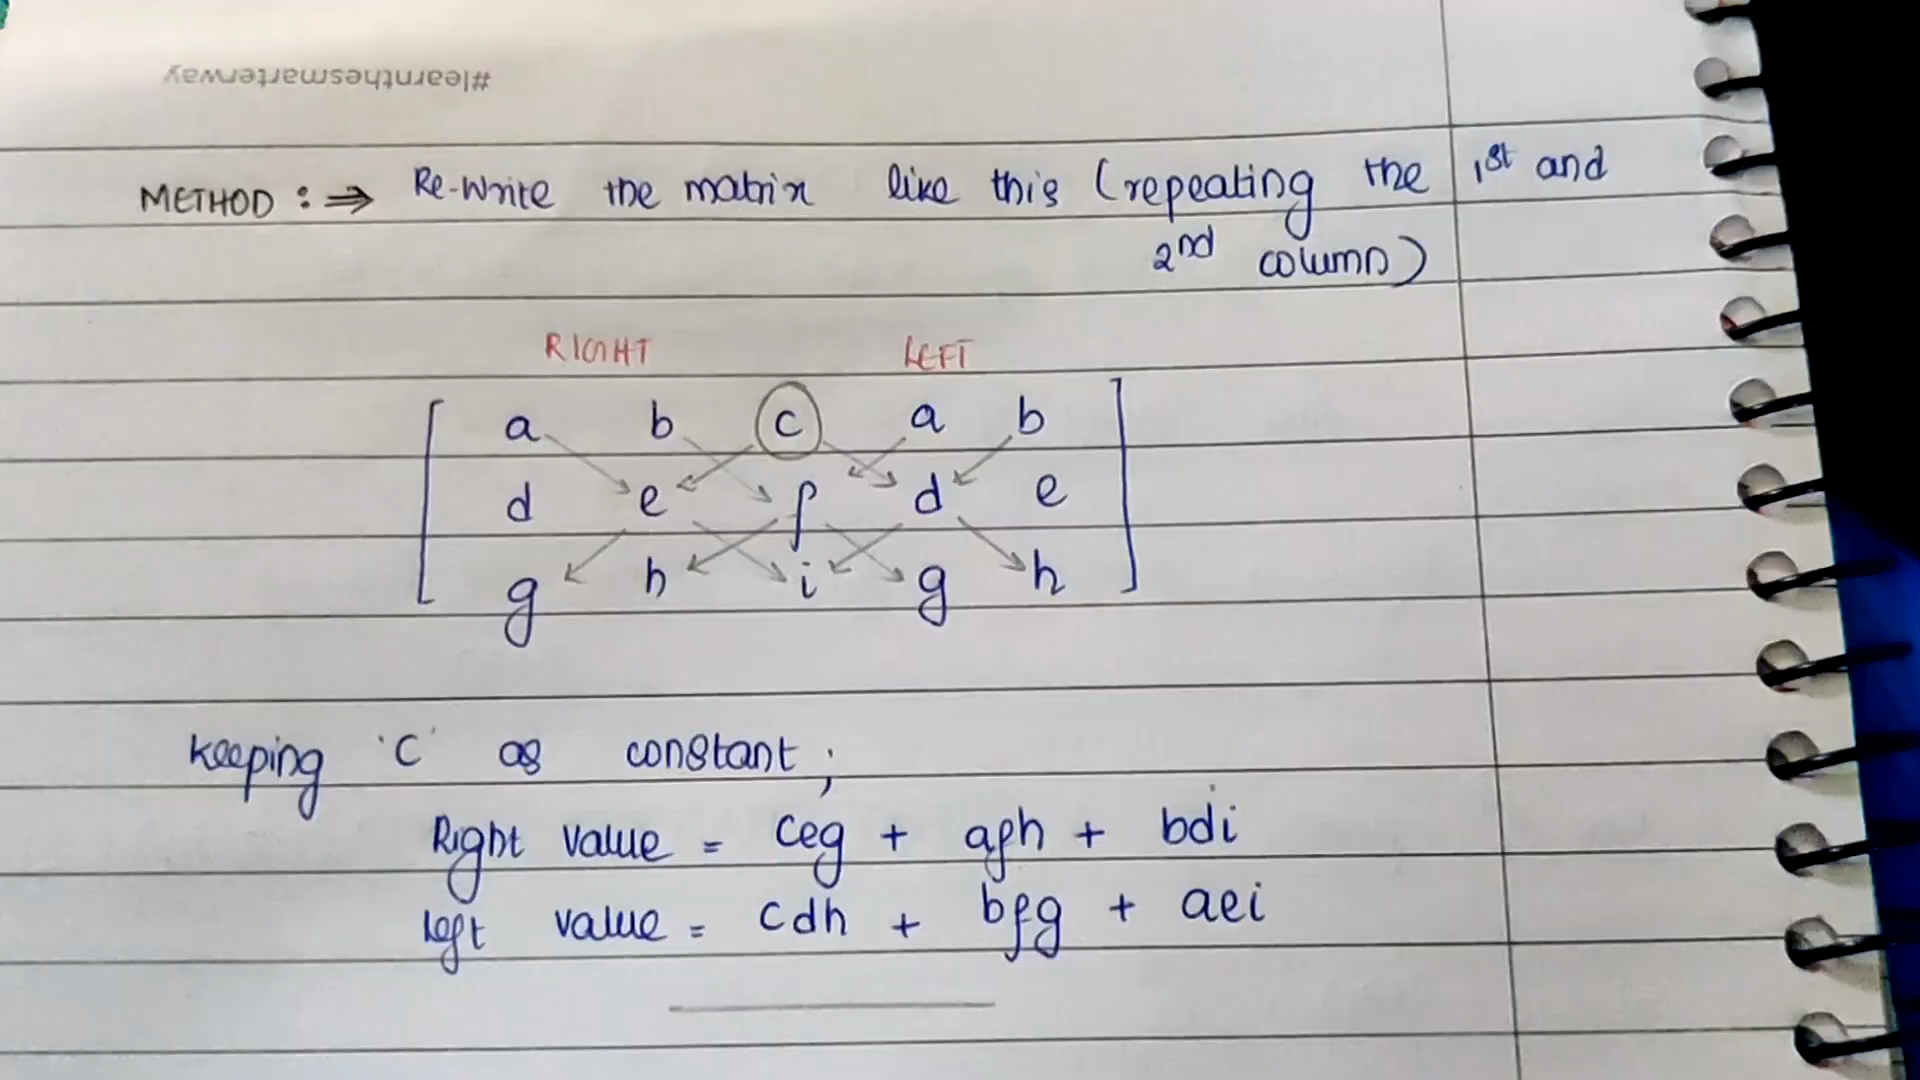 #learnthesmarterway
METHOD : ⇒ Re-write the matrix like this (repeating the 1st and
2nd column)
RIGHT LEFT
a b c a b
d e f d e
g h i g h
keeping 'C' as constant ;
Right value = ceg + afh + bdi
left value = cdh + bfg + aei